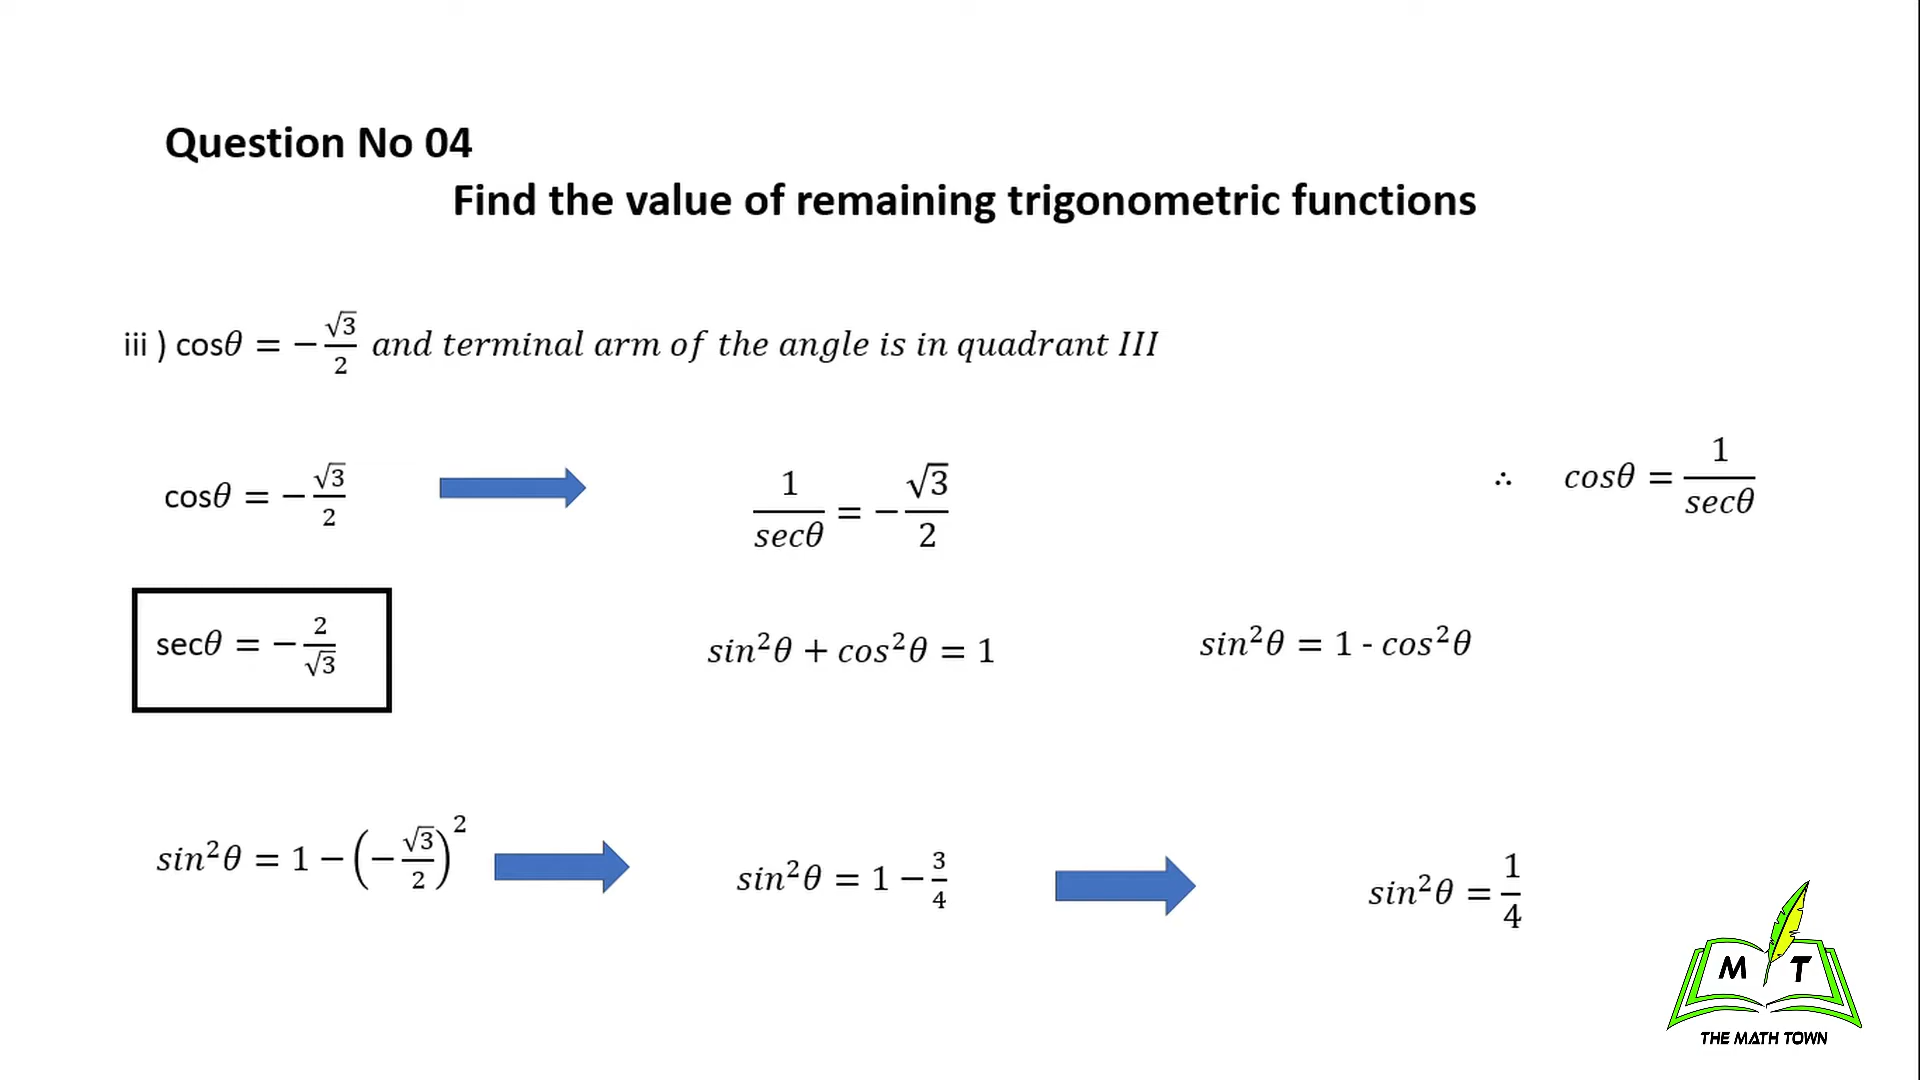 Question No 04
Find the value of remaining trigonometric functions
iii ) cosθ = −√3/2 and terminal arm of the angle is in quadrant III
cosθ = −√3/2
1/secθ = −√3/2
∴ cosθ = 1/secθ
secθ = −2/√3
sin²θ + cos²θ = 1
sin²θ = 1 - cos²θ
sin²θ = 1 − (−√3/2)²
sin²θ = 1 − 3/4
sin²θ = 1/4
M T
THE MATH TOWN